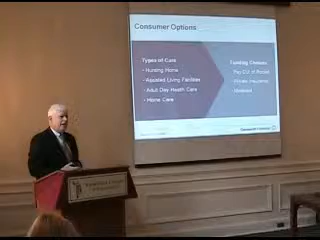 Consumer Options
Types of Care
- Nursing Home
- Assisted Living Facilities
- Adult Day Health Care
- Home Care
Funding Choices
- Pay Out of Pocket
- Private Insurance
- Medicaid